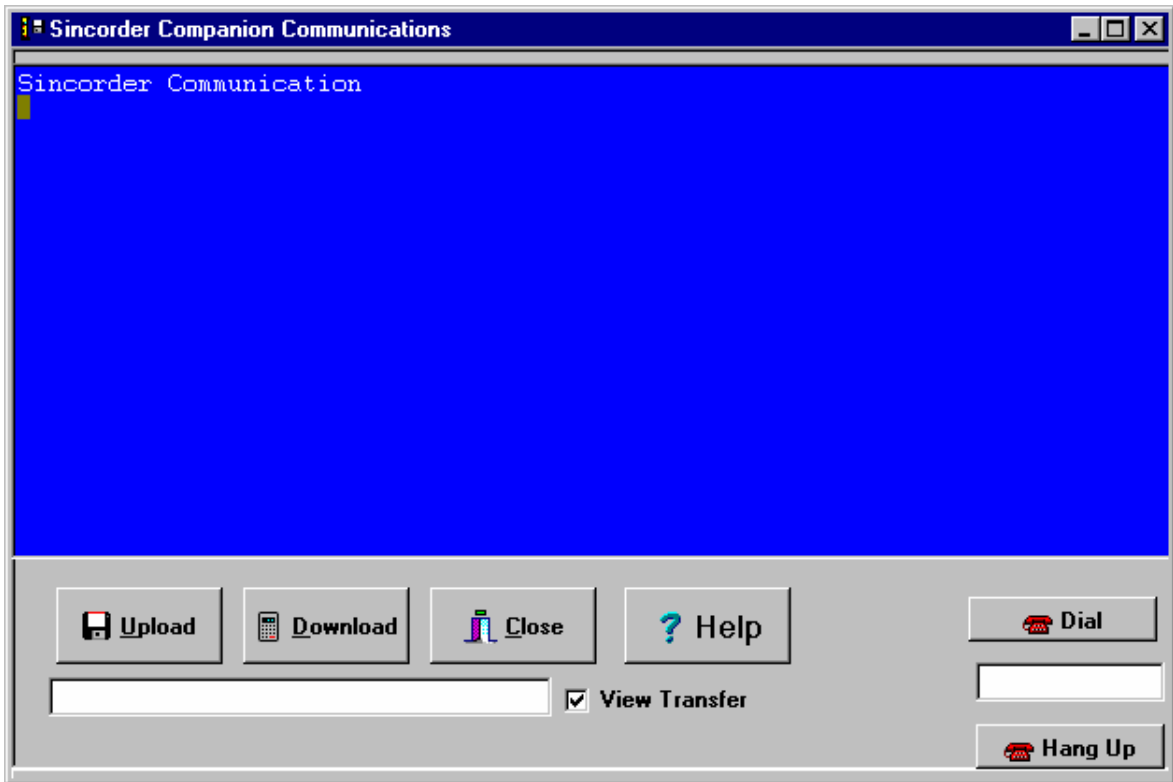 Sincorder Companion Communications
Sincorder Communication
Upload
Download
Close
? Help
Dial
View Transfer
Hang Up